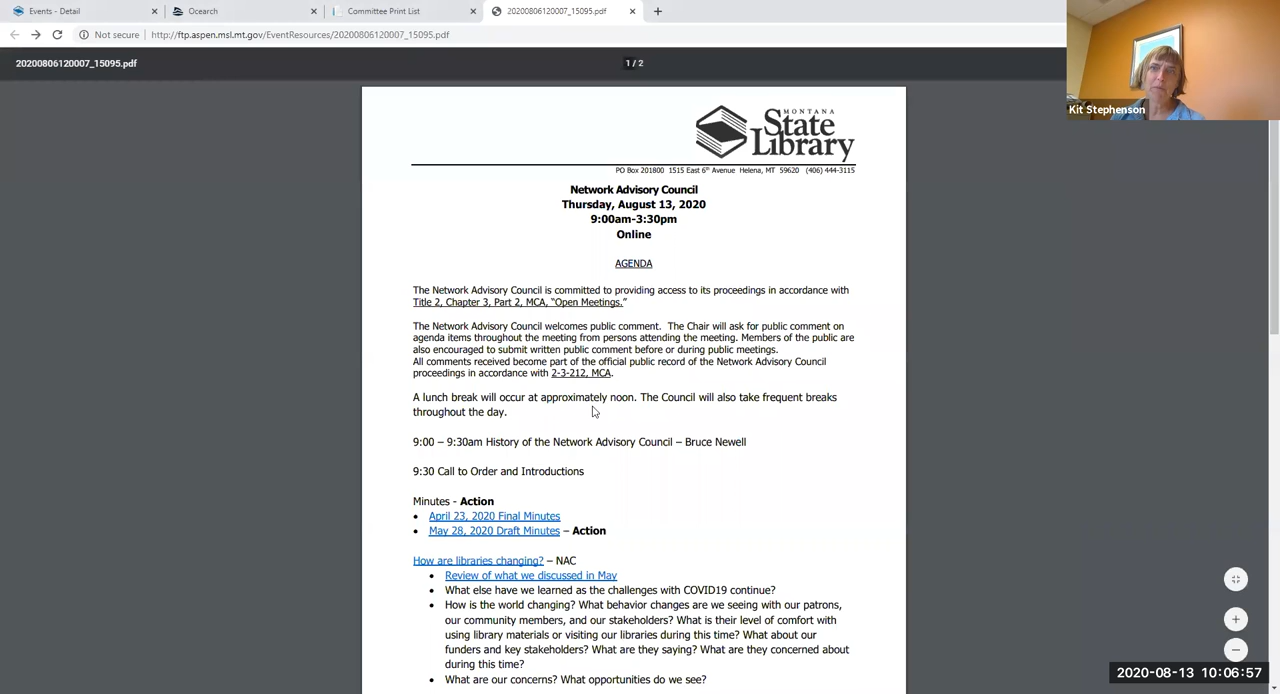 Events - Detail
Ocearch
Committee Print List
20200806120007_15095.pdf
Not secure | http://ftp.aspen.msl.mt.gov/EventResources/20200806120007_15095.pdf
20200806120007_15095.pdf
1 / 2
Kit Stephenson
MONTANA
State
Library
PO Box 201800 1515 East 6th Avenue Helena, MT 59620 (406) 444-3115
Network Advisory Council
Thursday, August 13, 2020
9:00am-3:30pm
Online
AGENDA
The Network Advisory Council is committed to providing access to its proceedings in accordance with
Title 2, Chapter 3, Part 2, MCA, “Open Meetings.”
The Network Advisory Council welcomes public comment. The Chair will ask for public comment on
agenda items throughout the meeting from persons attending the meeting. Members of the public are
also encouraged to submit written public comment before or during public meetings.
All comments received become part of the official public record of the Network Advisory Council
proceedings in accordance with 2-3-212, MCA.
A lunch break will occur at approximately noon. The Council will also take frequent breaks
throughout the day.
9:00 – 9:30am History of the Network Advisory Council – Bruce Newell
9:30 Call to Order and Introductions
Minutes - Action
• April 23, 2020 Final Minutes
• May 28, 2020 Draft Minutes – Action
How are libraries changing? – NAC
• Review of what we discussed in May
• What else have we learned as the challenges with COVID19 continue?
• How is the world changing? What behavior changes are we seeing with our patrons,
our community members, and our stakeholders? What is their level of comfort with
using library materials or visiting our libraries during this time? What about our
funders and key stakeholders? What are they saying? What are they concerned about
during this time?
• What are our concerns? What opportunities do we see?
2020-08-13 10:06:57